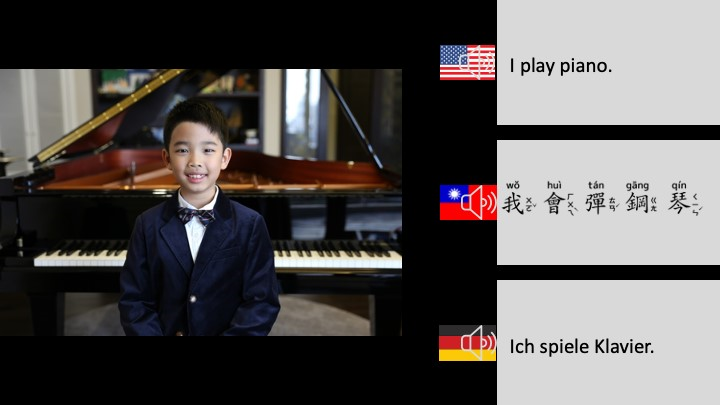 I play piano.
wǒ huì tán gāng qín
我ㄨㄛˇ 會ㄏㄨㄟˋ 彈ㄊㄢˊ 鋼ㄍㄤ 琴ㄑㄧㄣˊ
Ich spiele Klavier.